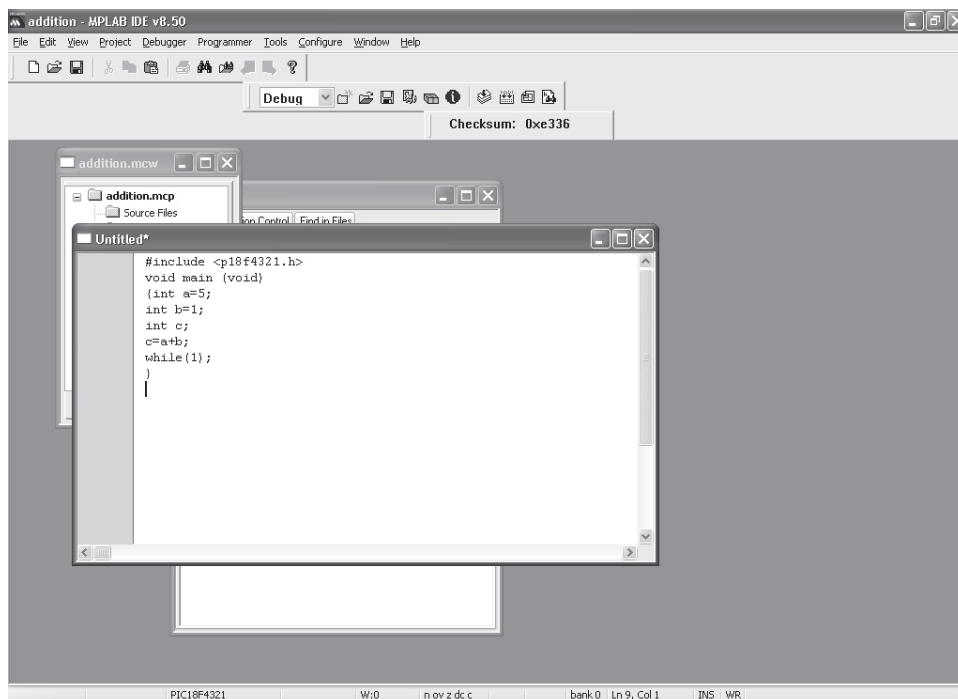 addition - MPLAB IDE v8.50
File Edit View Project Debugger Programmer Tools Configure Window Help
Debug
Checksum: 0xe336
addition.mcw
addition.mcp
Source Files
ion Control Find in Files
Untitled*
#include <p18f4321.h>
void main (void)
{int a=5;
int b=1;
int c;
c=a+b;
while(1);
}
PIC18F4321 W:0 n ov z dc c bank 0 Ln 9, Col 1 INS WR